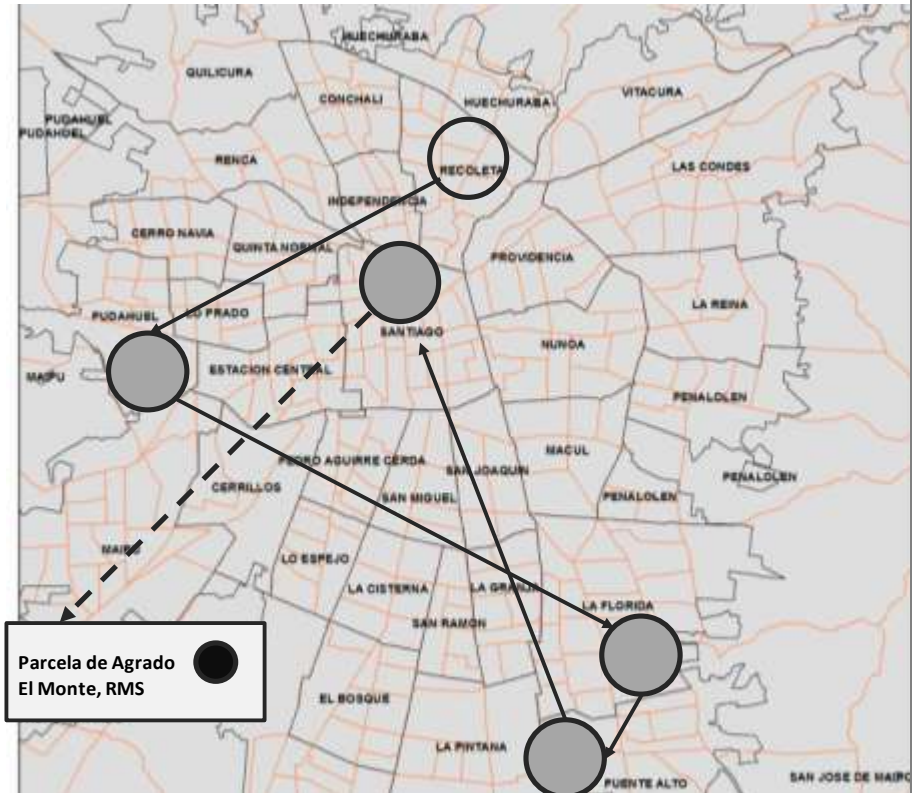 HUECHURABA
QUILICURA
CONCHALI
HUECHURABA
VITACURA
PUDAHUEL
PUDAHUEL
RENCA
RECOLETA
LAS CONDES
INDEPENDENCIA
CERRO NAVIA
QUINTA NORMAL
PROVIDENCIA
PUDAHUEL
LO PRADO
LA REINA
SANTIAGO
NUNOA
MAIPU
ESTACION CENTRAL
PENALOLEN
PEDRO AGUIRRE CERDA
SAN JOAQUIN
MACUL
CERRILLOS
SAN MIGUEL
PENALOLEN
PENALOLEN
MAIPU
LO ESPEJO
LA CISTERNA
LA GRANJA
LA FLORIDA
SAN RAMON
Parcela de Agrado
El Monte, RMS
EL BOSQUE
LA PINTANA
PUENTE ALTO
SAN JOSE DE MAIPO